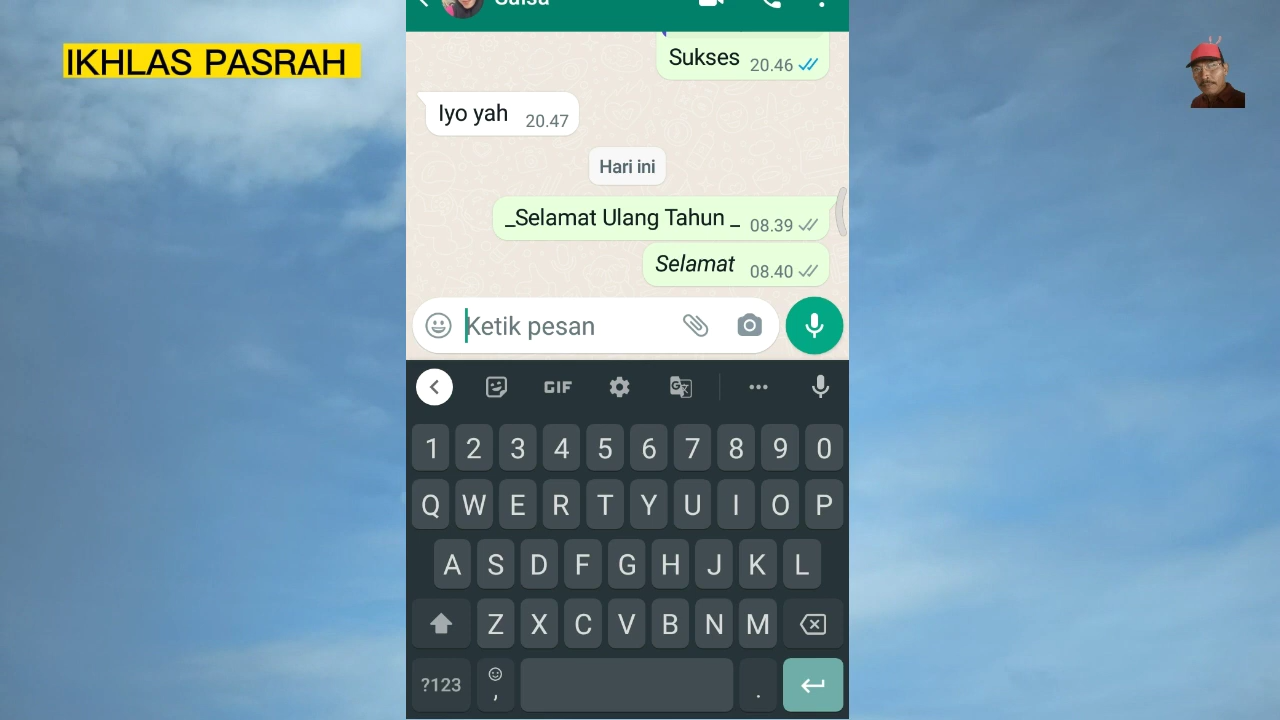 IKHLAS PASRAH
Salsa
Sukses 20.46
Iyo yah 20.47
Hari ini
_Selamat Ulang Tahun _ 08.39
Selamat 08.40
Ketik pesan
GIF
1 2 3 4 5 6 7 8 9 0
Q W E R T Y U I O P
A S D F G H J K L
Z X C V B N M
?123 , .